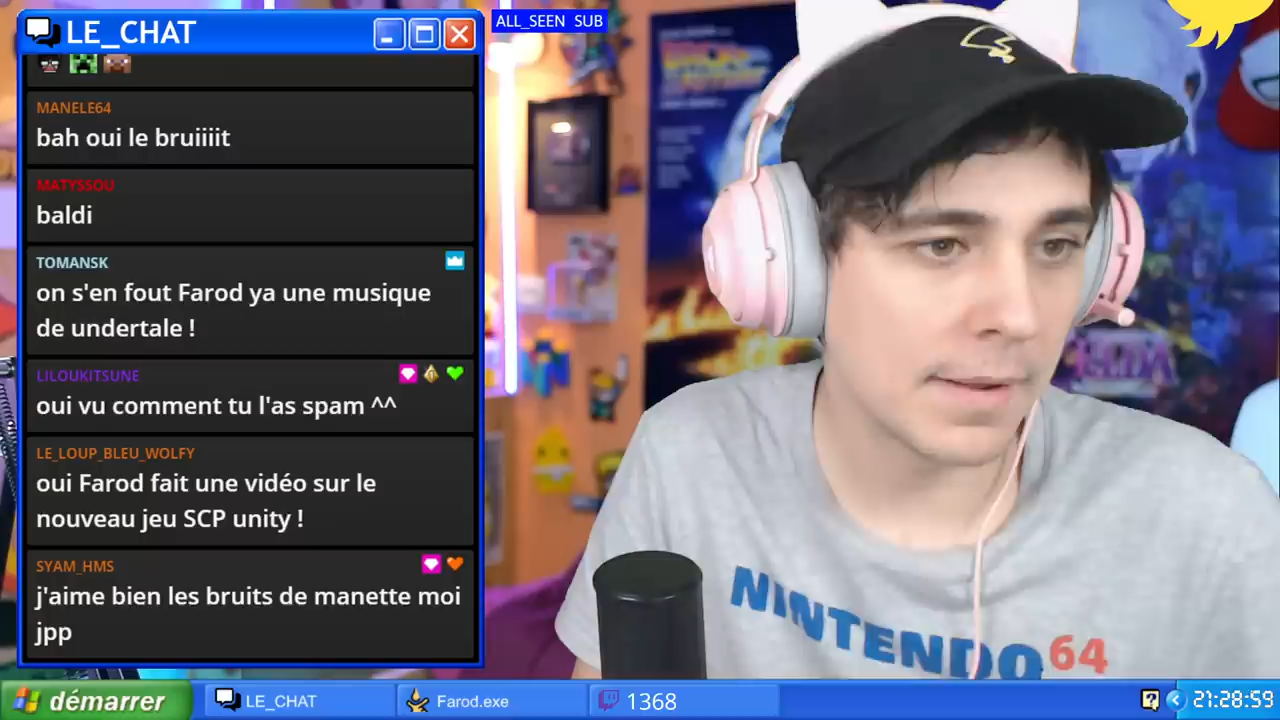 LE_CHAT
ALL_SEEN SUB
MANELE64
bah oui le bruiiiit
MATYSSOU
baldi
TOMANSK
on s'en fout Farod ya une musique
de undertale !
LILOUKITSUNE
oui vu comment tu l'as spam ^^
LE_LOUP_BLEU_WOLFY
oui Farod fait une vidéo sur le
nouveau jeu SCP unity !
SYAM_HMS
j'aime bien les bruits de manette moi
jpp
NINTENDO 64
démarrer
LE_CHAT
Farod.exe
1368
21:28:59